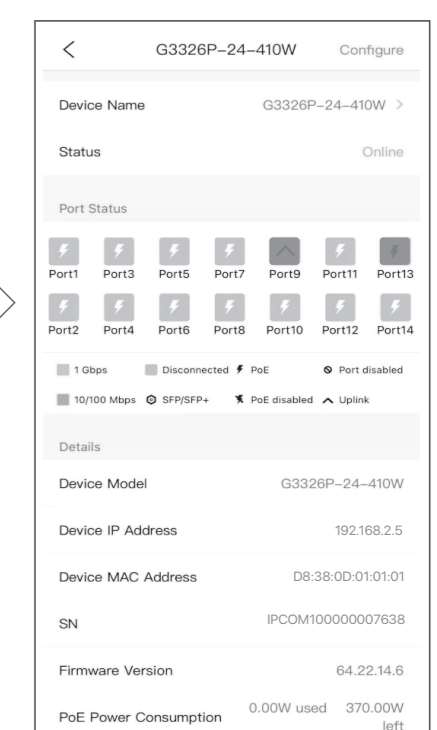 G3326P-24-410W Configure
Device Name G3326P-24-410W >
Status Online
Port Status
Port1 Port3 Port5 Port7 Port9 Port11 Port13
Port2 Port4 Port6 Port8 Port10 Port12 Port14
1 Gbps Disconnected PoE Port disabled
10/100 Mbps SFP/SFP+ PoE disabled Uplink
Details
Device Model G3326P-24-410W
Device IP Address 192.168.2.5
Device MAC Address D8:38:0D:01:01:01
SN IPCOM100000007638
Firmware Version 64.22.14.6
PoE Power Consumption 0.00W used 370.00W
left